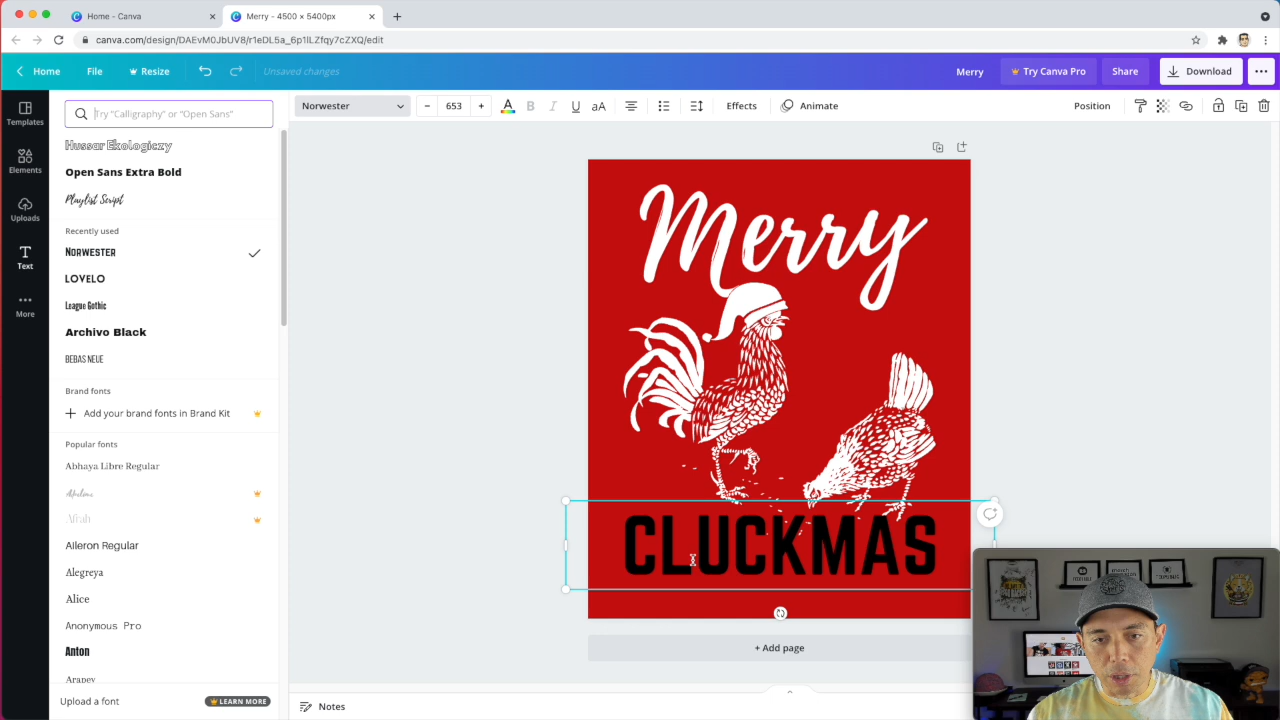 Home - Canva
Merry - 4500 × 5400px
canva.com/design/DAEvM0JbUV8/r1eDL5a_6p1lLZfqy7cZXQ/edit
Home
File
Resize
Unsaved changes
Merry
Try Canva Pro
Share
Download
Templates
Elements
Uploads
Text
More
Try "Calligraphy" or "Open Sans"
Hussar Ekologiczy
Open Sans Extra Bold
Playlist Script
Recently used
Norwester
LOVELO
League Gothic
Archivo Black
BEBAS NEUE
Brand fonts
Add your brand fonts in Brand Kit
Popular fonts
Abhaya Libre Regular
Afrah
Aileron Regular
Alegreya
Alice
Anonymous Pro
Anton
Arapey
Upload a font
LEARN MORE
Norwester
653
A
B
I
U
aA
Effects
Animate
Position
Merry
CLUCKMAS
+ Add page
Notes